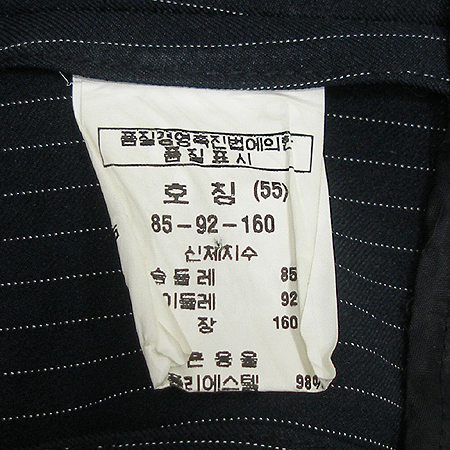 품질경영촉진법에의한
품질표시
호칭 (55)
85-92-160
신체치수
슴둘레 85
이둘레 92
장 160
혼용율
폴리에스텔 98%